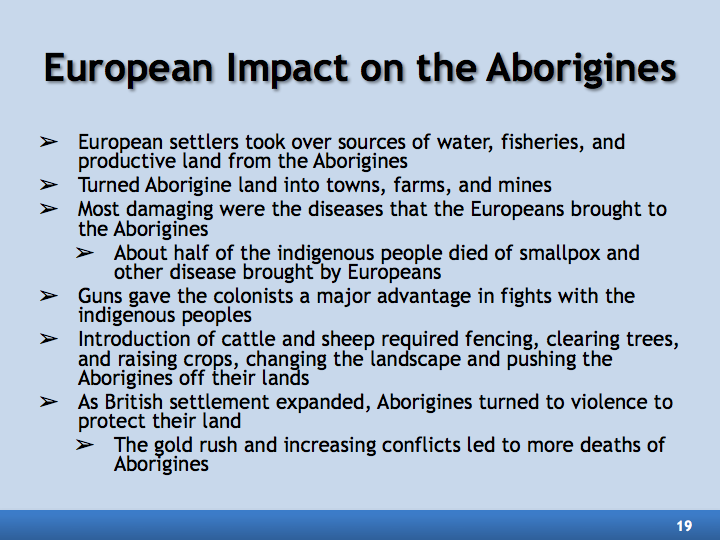 European Impact on the Aborigines
➢ European settlers took over sources of water, fisheries, and
productive land from the Aborigines
➢ Turned Aborigine land into towns, farms, and mines
➢ Most damaging were the diseases that the Europeans brought to
the Aborigines
➢ About half of the indigenous people died of smallpox and
other disease brought by Europeans
➢ Guns gave the colonists a major advantage in fights with the
indigenous peoples
➢ Introduction of cattle and sheep required fencing, clearing trees,
and raising crops, changing the landscape and pushing the
Aborigines off their lands
➢ As British settlement expanded, Aborigines turned to violence to
protect their land
➢ The gold rush and increasing conflicts led to more deaths of
Aborigines
19